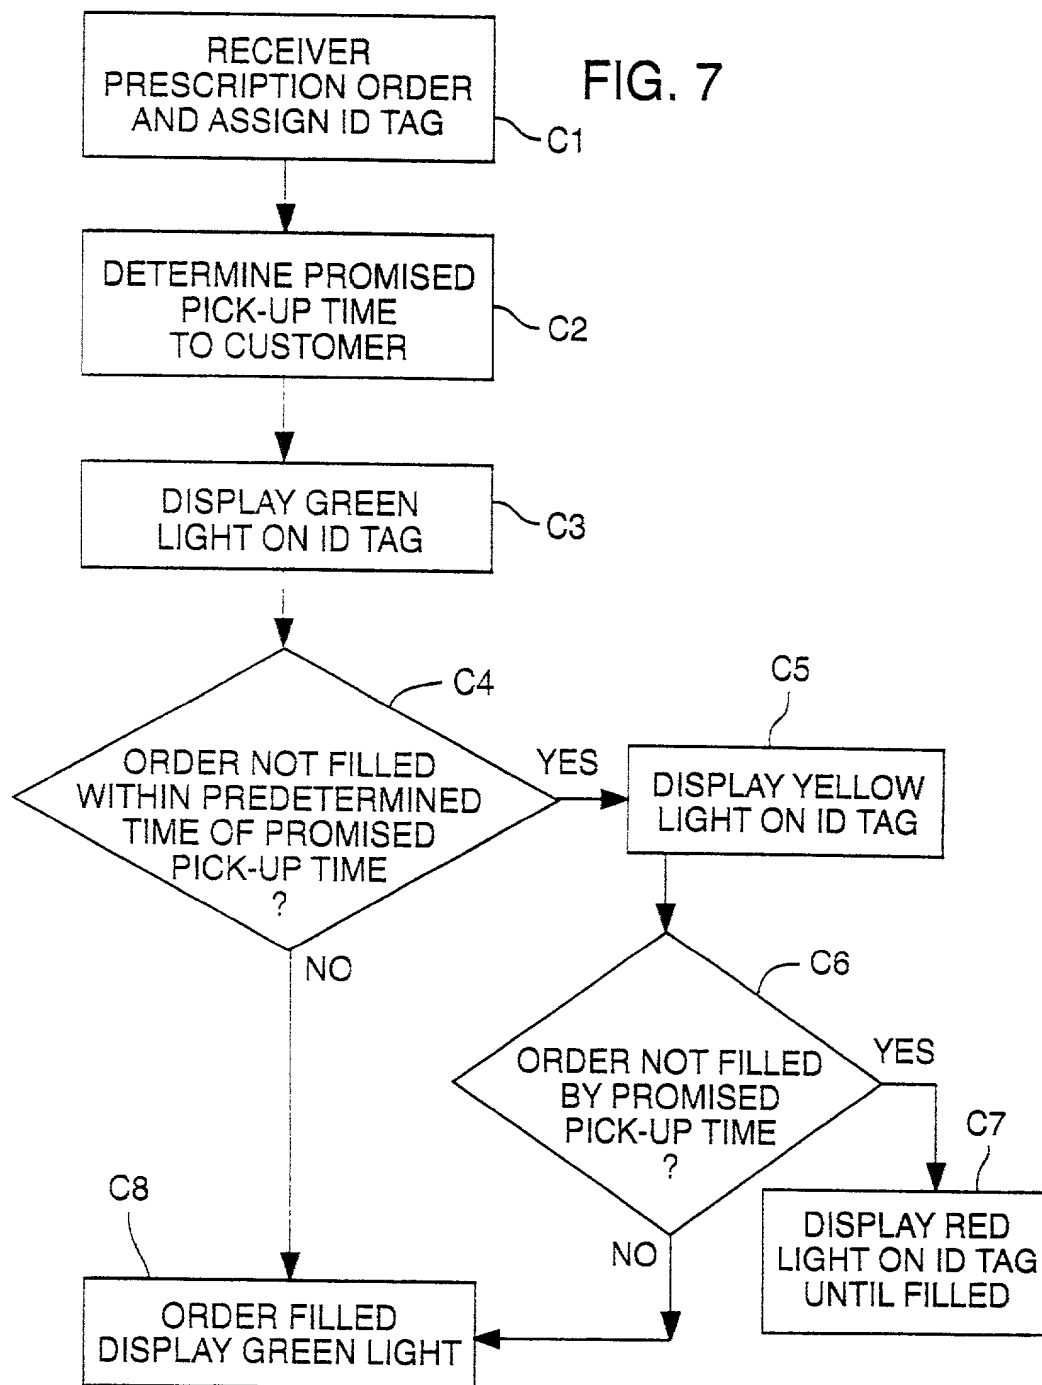 RECEIVER
PRESCRIPTION ORDER
AND ASSIGN ID TAG
C1
FIG. 7
DETERMINE PROMISED
PICK-UP TIME
TO CUSTOMER
C2
DISPLAY GREEN
LIGHT ON ID TAG
C3
C4
ORDER NOT FILLED
WITHIN PREDETERMINED
TIME OF PROMISED
PICK-UP TIME
?
YES
NO
C5
DISPLAY YELLOW
LIGHT ON ID TAG
C6
ORDER NOT FILLED
BY PROMISED
PICK-UP TIME
?
YES
NO
C7
DISPLAY RED
LIGHT ON ID TAG
UNTIL FILLED
C8
ORDER FILLED
DISPLAY GREEN LIGHT